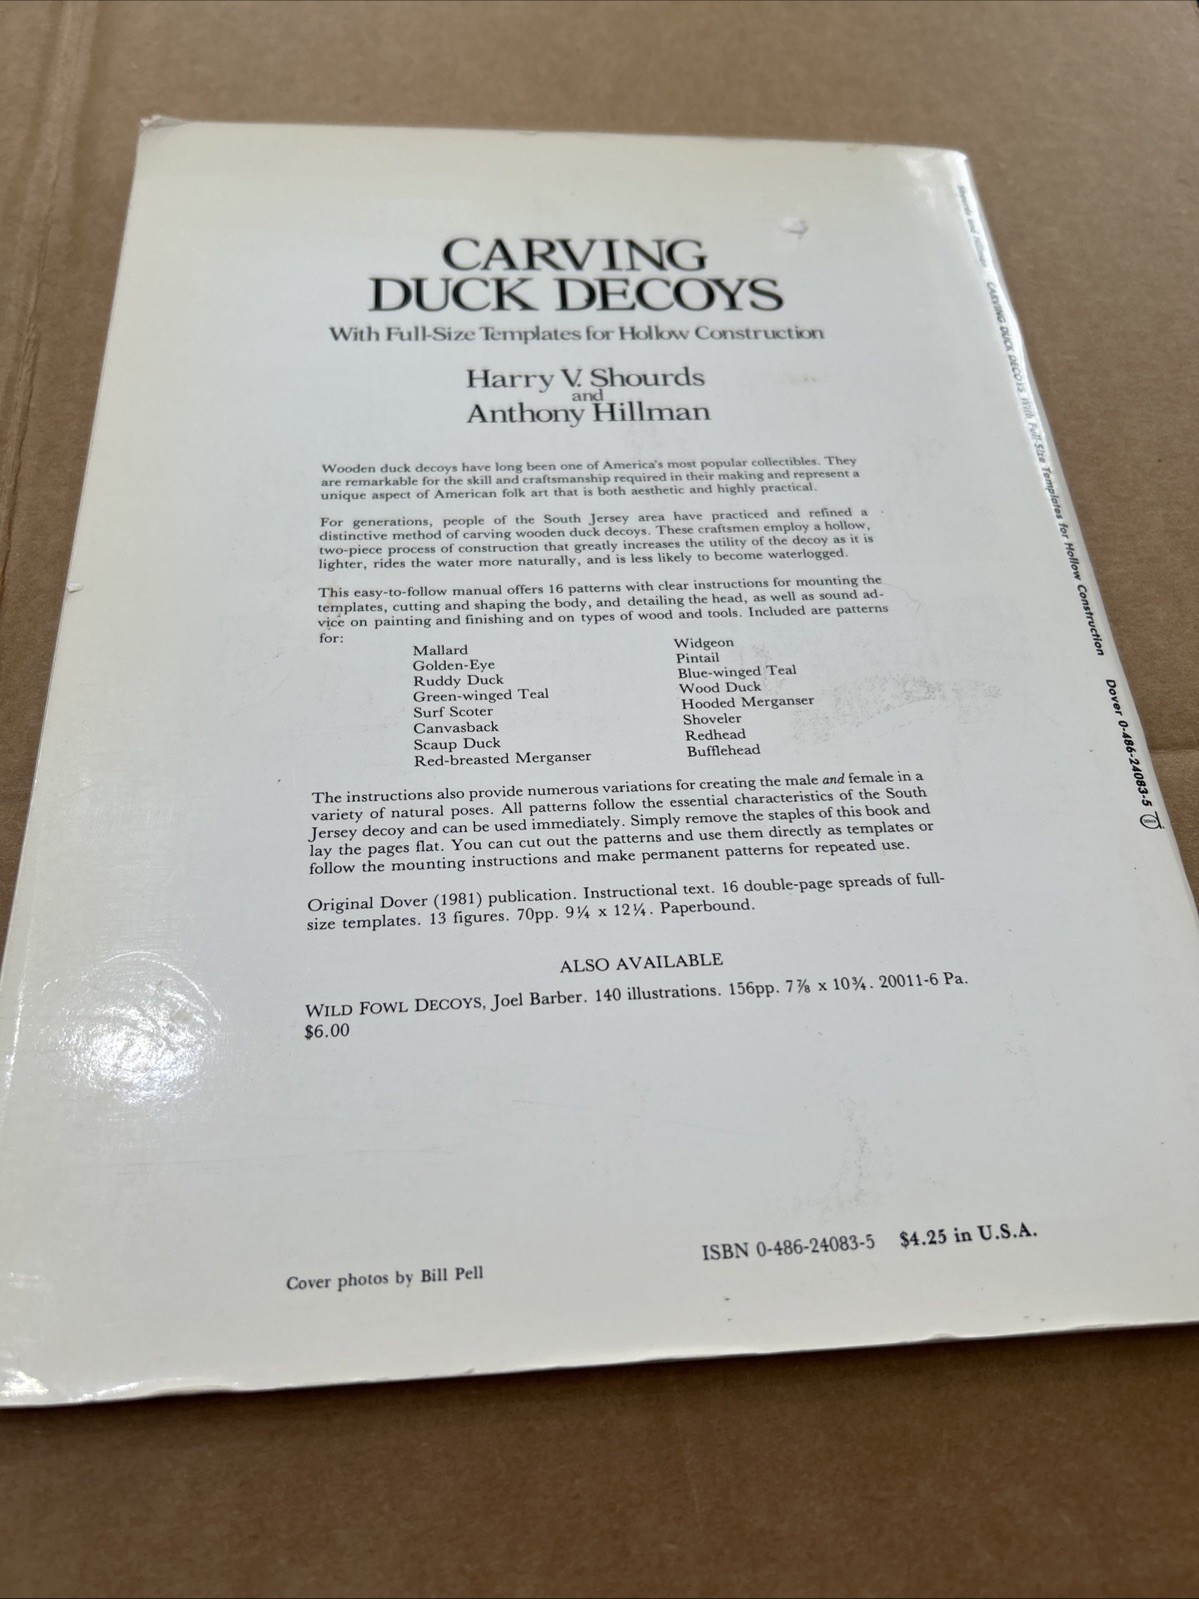 CARVING
DUCK DECOYS
With Full-Size Templates for Hollow Construction
Harry V. Shourds
and
Anthony Hillman
Wooden duck decoys have long been one of America's most popular collectibles. They
are remarkable for the skill and craftsmanship required in their making and represent a
unique aspect of American folk art that is both aesthetic and highly practical.
For generations, people of the South Jersey area have practiced and refined a
distinctive method of carving wooden duck decoys. These craftsmen employ a hollow,
two-piece process of construction that greatly increases the utility of the decoy as it is
lighter, rides the water more naturally, and is less likely to become waterlogged.
This easy-to-follow manual offers 16 patterns with clear instructions for mounting the
templates, cutting and shaping the body, and detailing the head, as well as sound ad-
vice on painting and finishing and on types of wood and tools. Included are patterns
for:
Mallard
Golden-Eye
Ruddy Duck
Green-winged Teal
Surf Scoter
Canvasback
Scaup Duck
Red-breasted Merganser
Widgeon
Pintail
Blue-winged Teal
Wood Duck
Hooded Merganser
Shoveler
Redhead
Bufflehead
The instructions also provide numerous variations for creating the male and female in a
variety of natural poses. All patterns follow the essential characteristics of the South
Jersey decoy and can be used immediately. Simply remove the staples of this book and
lay the pages flat. You can cut out the patterns and use them directly as templates or
follow the mounting instructions and make permanent patterns for repeated use.
Original Dover (1981) publication. Instructional text. 16 double-page spreads of full-
size templates. 13 figures. 70pp. 9¼ x 12¼. Paperbound.
ALSO AVAILABLE
WILD FOWL DECOYS, Joel Barber. 140 illustrations. 156pp. 7⅞ x 10¾. 20011-6 Pa.
$6.00
Cover photos by Bill Pell
ISBN 0-486-24083-5 $4.25 in U.S.A.
Shourds and Hillman CARVING DUCK DECOYS With Full-Size Templates for Hollow Construction Dover 0-486-24083-5